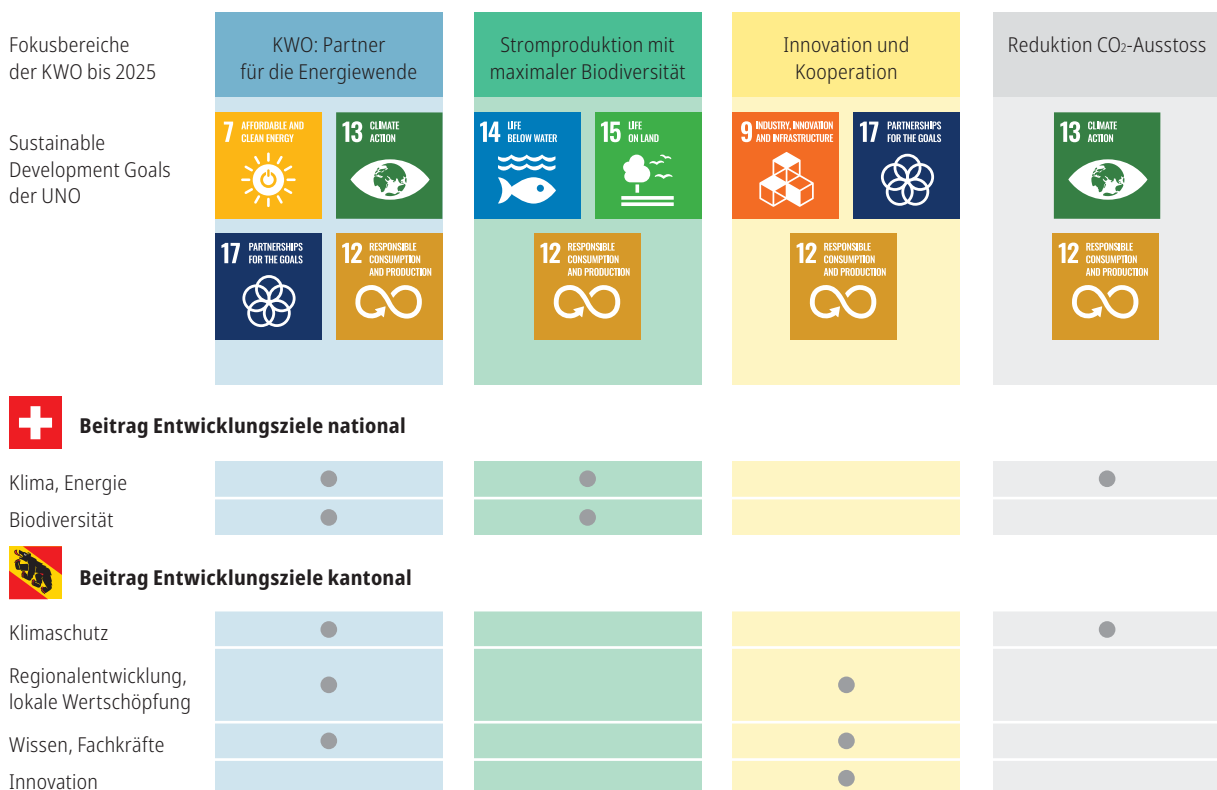 Fokusbereiche
der KWO bis 2025
KWO: Partner
für die Energiewende
Stromproduktion mit
maximaler Biodiversität
Innovation und
Kooperation
Reduktion CO2-Ausstoss
Sustainable
Development Goals
der UNO
7 AFFORDABLE AND
CLEAN ENERGY
13 CLIMATE
ACTION
14 LIFE
BELOW WATER
15 LIFE
ON LAND
9 INDUSTRY, INNOVATION
AND INFRASTRUCTURE
17 PARTNERSHIPS
FOR THE GOALS
13 CLIMATE
ACTION
17 PARTNERSHIPS
FOR THE GOALS
12 RESPONSIBLE
CONSUMPTION
AND PRODUCTION
12 RESPONSIBLE
CONSUMPTION
AND PRODUCTION
12 RESPONSIBLE
CONSUMPTION
AND PRODUCTION
12 RESPONSIBLE
CONSUMPTION
AND PRODUCTION
Beitrag Entwicklungsziele national
Klima, Energie
Biodiversität
Beitrag Entwicklungsziele kantonal
Klimaschutz
Regionalentwicklung,
lokale Wertschöpfung
Wissen, Fachkräfte
Innovation